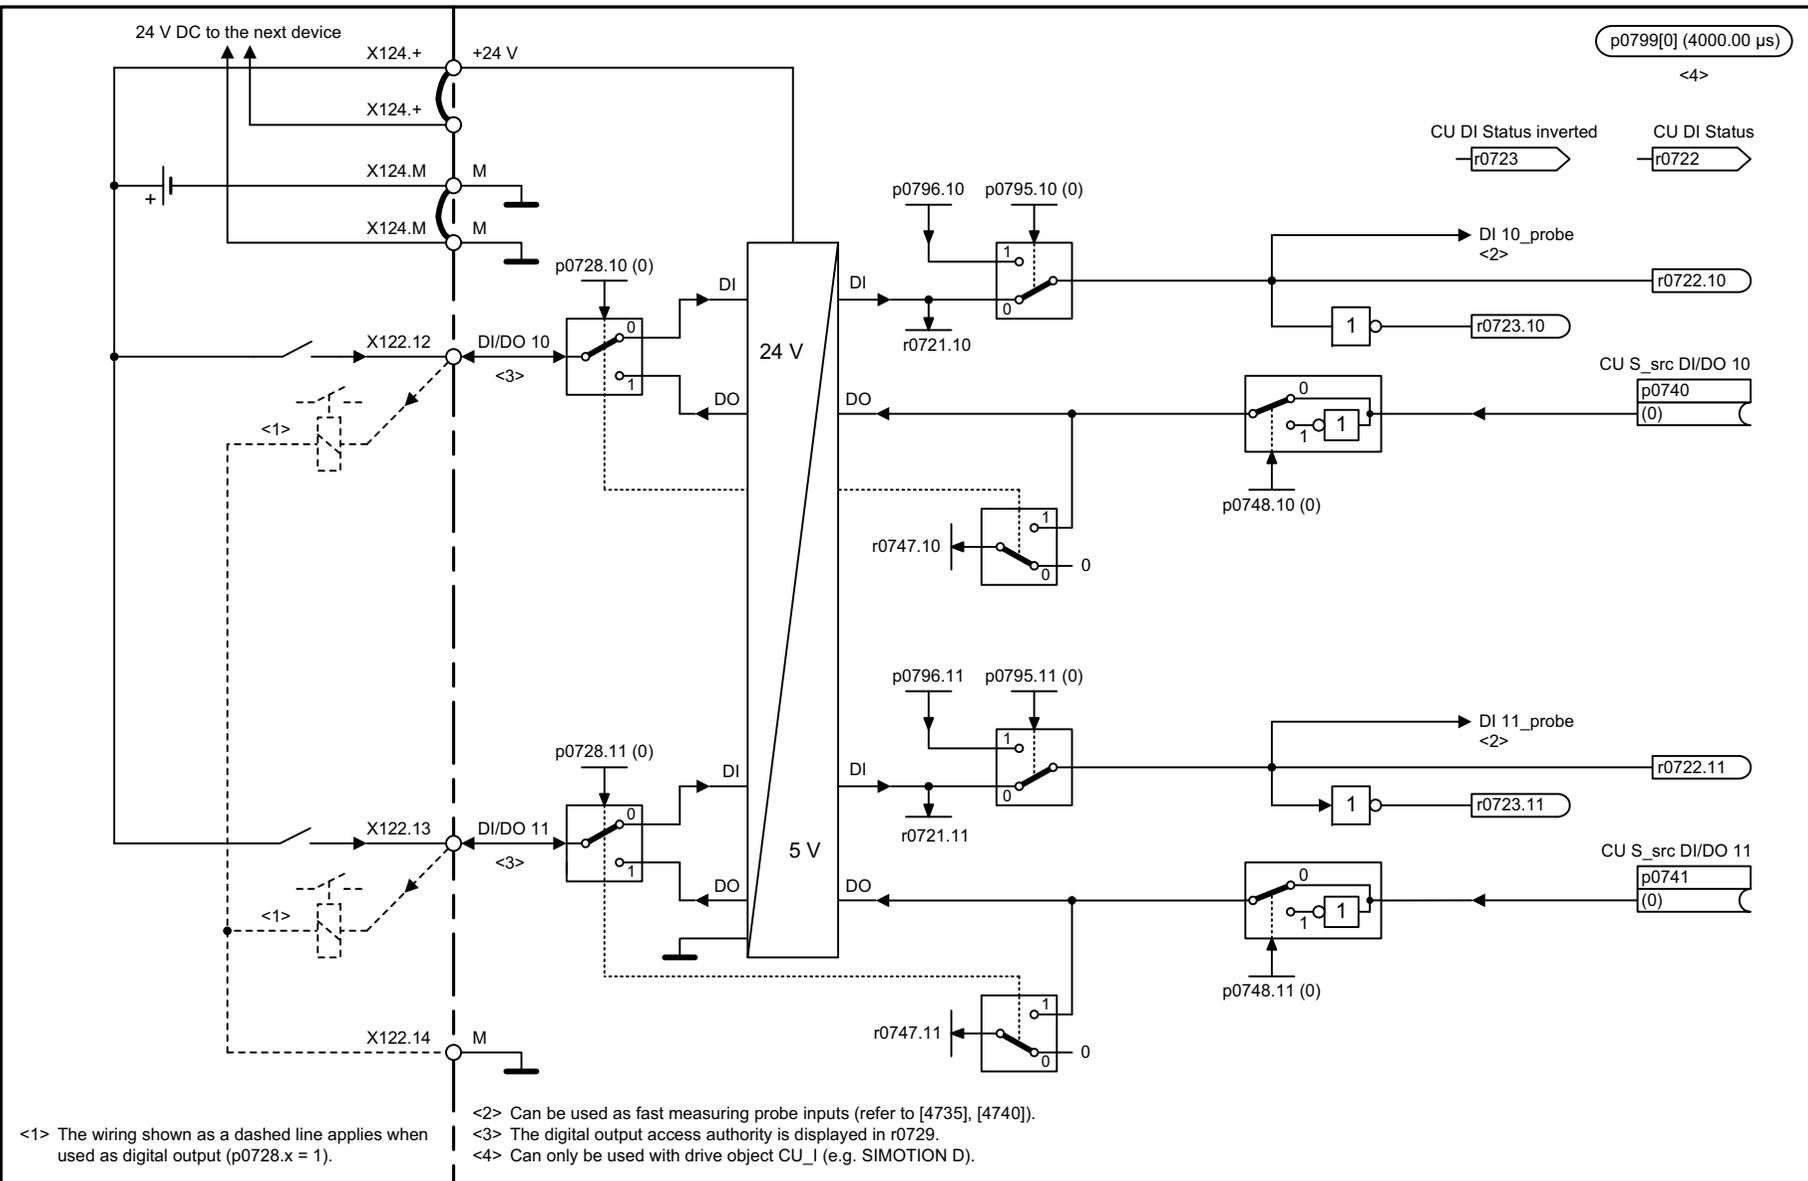 24 V DC to the next device
X124.+
+24 V
p0799[0] (4000.00 µs)
<4>
X124.+
CU DI Status inverted
CU DI Status
r0723
r0722
X124.M
M
+
p0796.10
p0795.10 (0)
X124.M
M
DI 10_probe
<2>
p0728.10 (0)
1
DI
DI
r0722.10
0
0
1
r0723.10
X122.12
DI/DO 10
r0721.10
24 V
<3>
1
CU S_src DI/DO 10
0
p0740
DO
DO
(0)
<1>
1
1
p0748.10 (0)
1
r0747.10
0
0
p0796.11
p0795.11 (0)
DI 11_probe
<2>
p0728.11 (0)
1
DI
DI
r0722.11
0
0
1
r0723.11
X122.13
DI/DO 11
r0721.11
5 V
<3>
1
CU S_src DI/DO 11
0
p0741
DO
DO
(0)
<1>
1
1
p0748.11 (0)
1
r0747.11
X122.14
M
0
0
<1> The wiring shown as a dashed line applies when
used as digital output (p0728.x = 1).
<2> Can be used as fast measuring probe inputs (refer to [4735], [4740]).
<3> The digital output access authority is displayed in r0729.
<4> Can only be used with drive object CU_I (e.g. SIMOTION D).